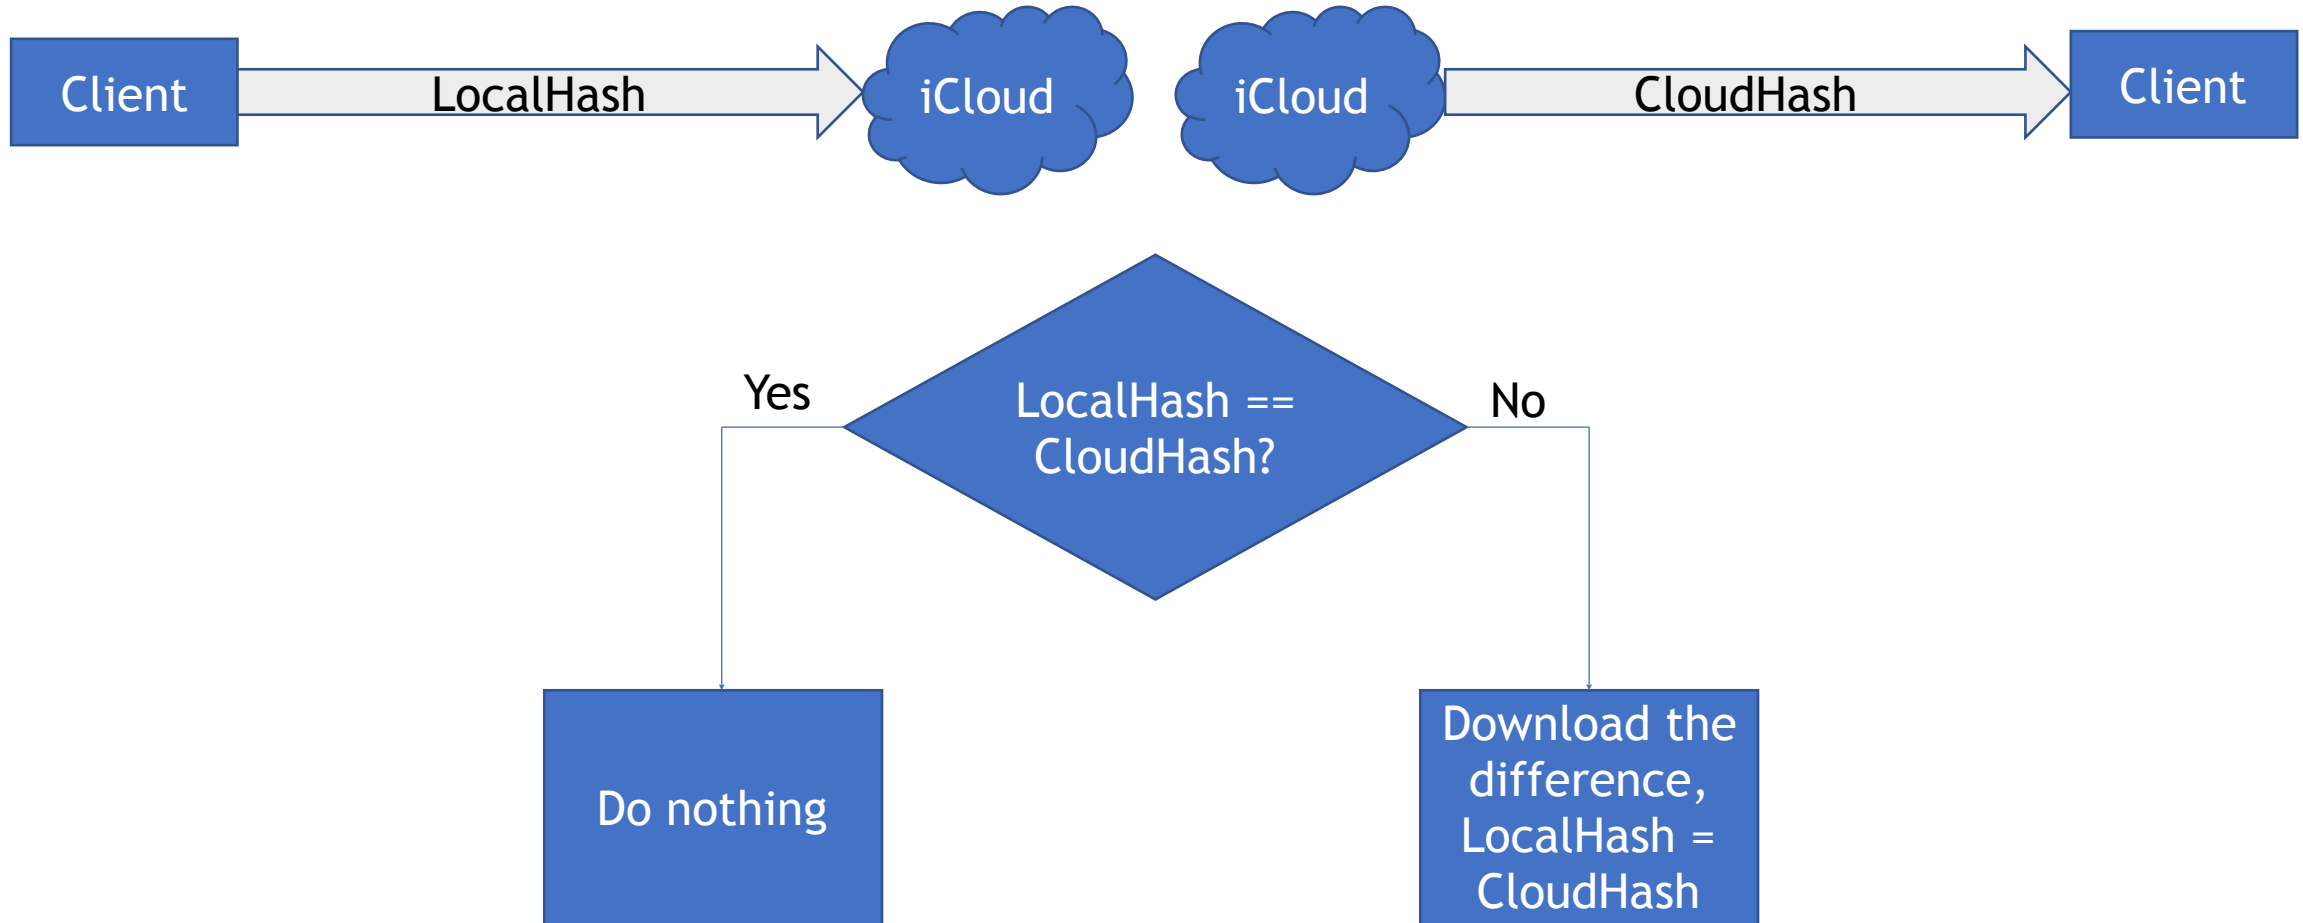 Client
LocalHash
iCloud
iCloud
CloudHash
Client
Yes
LocalHash ==
CloudHash?
No
Do nothing
Download the
difference,
LocalHash =
CloudHash